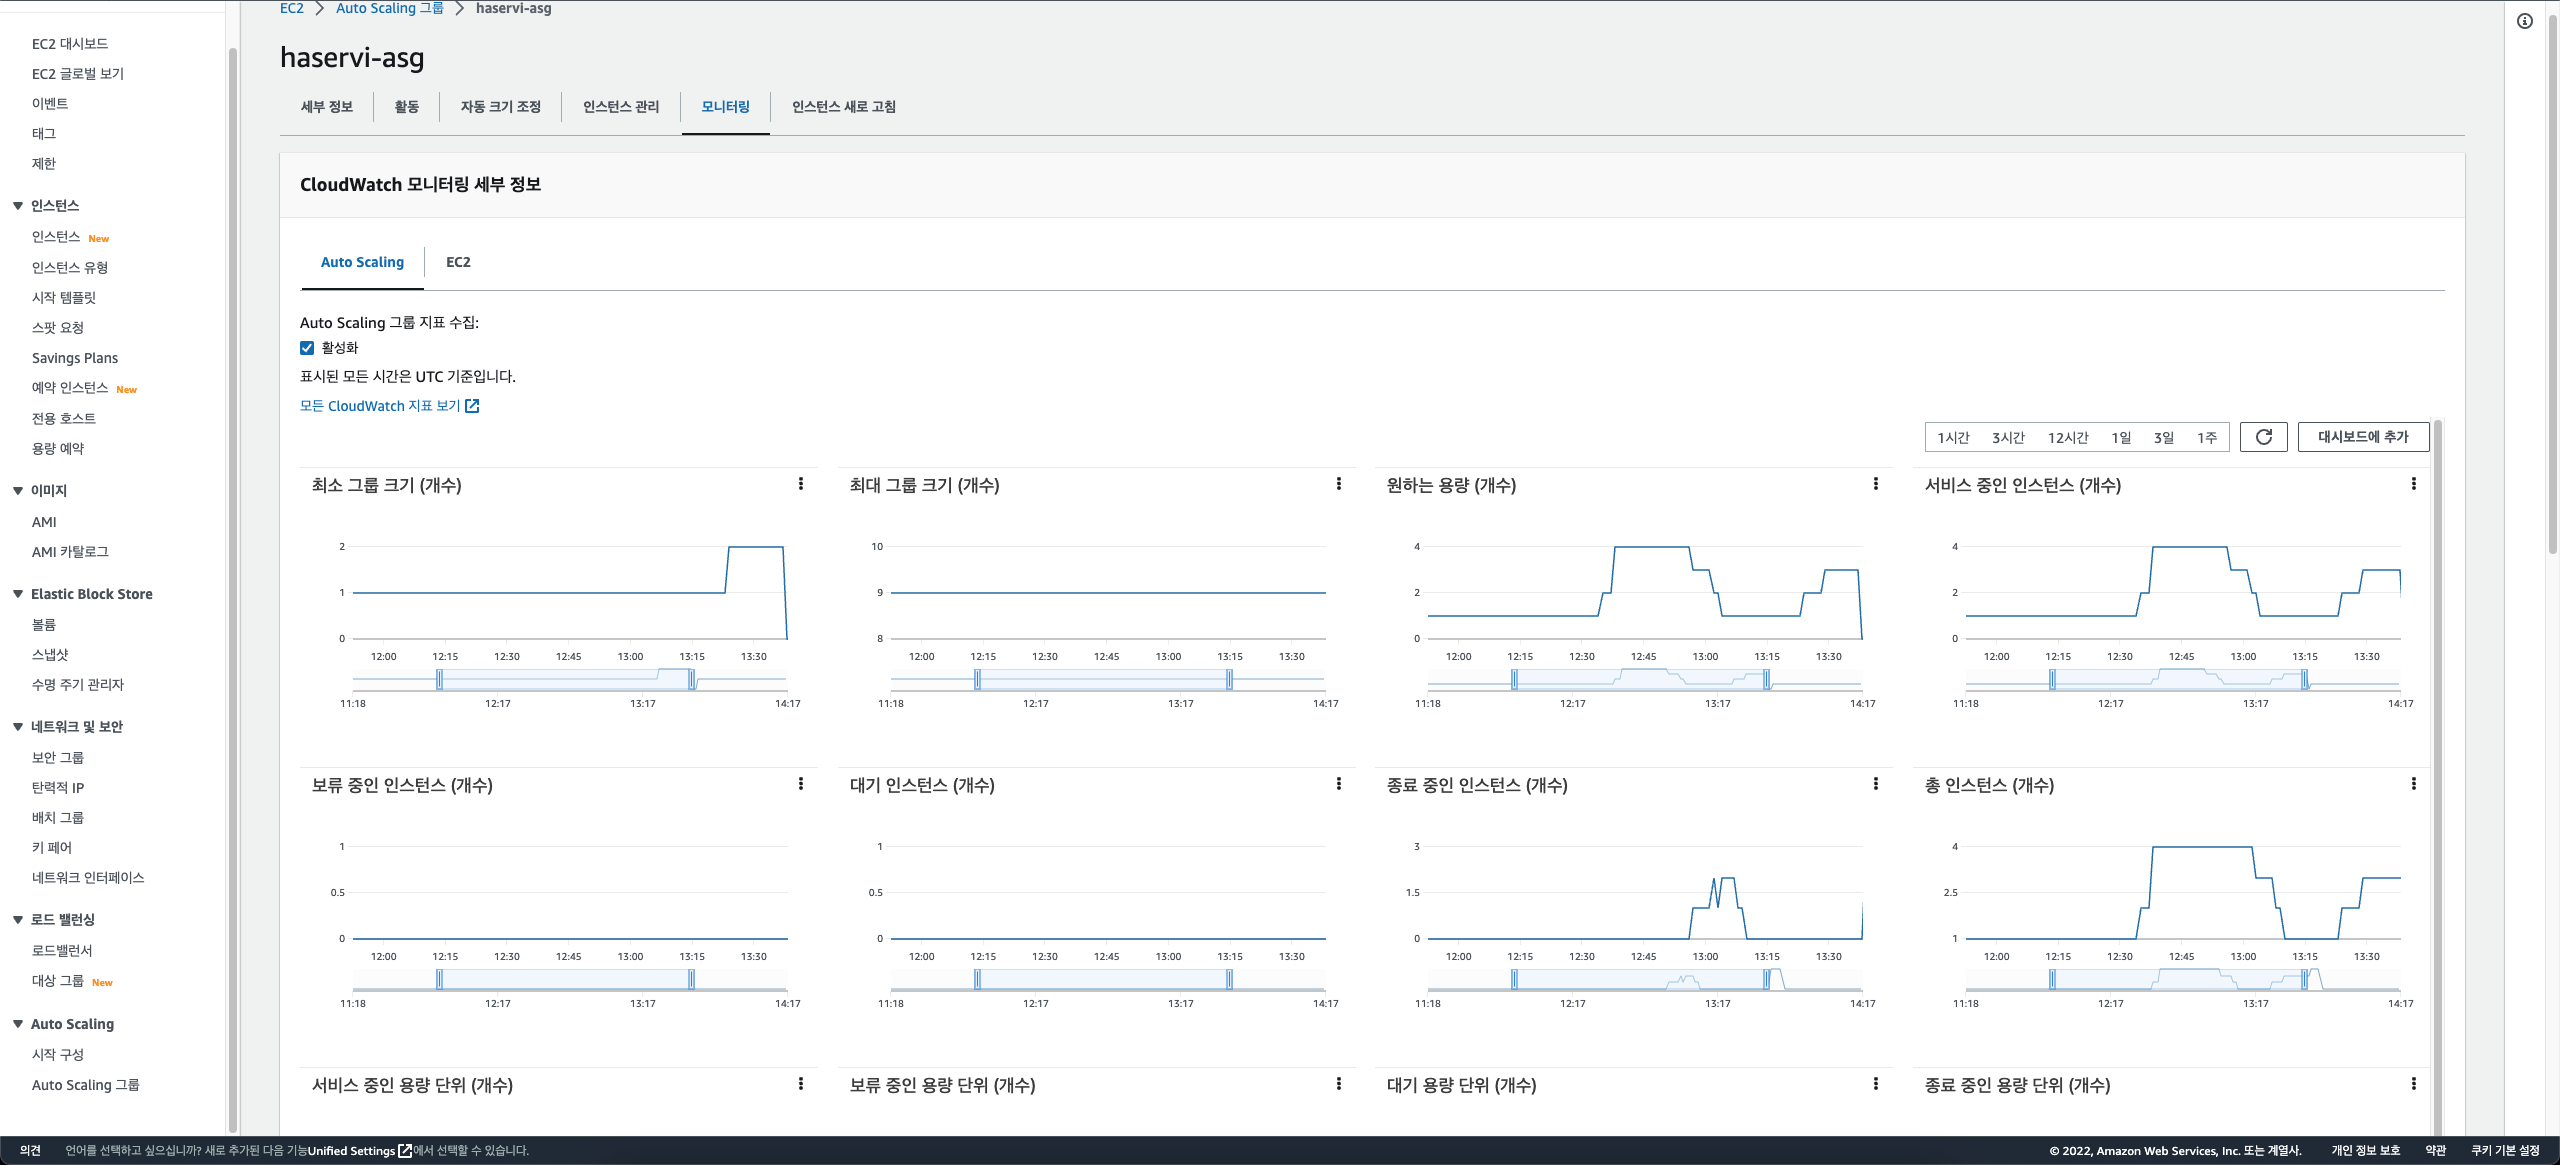 EC2 > Auto Scaling 그룹 > haservi-asg
EC2 대시보드
EC2 글로벌 보기
이벤트
태그
제한
인스턴스
인스턴스 New
인스턴스 유형
시작 템플릿
스팟 요청
Savings Plans
예약 인스턴스 New
전용 호스트
용량 예약
이미지
AMI
AMI 카탈로그
Elastic Block Store
볼륨
스냅샷
수명 주기 관리자
네트워크 및 보안
보안 그룹
탄력적 IP
배치 그룹
키 페어
네트워크 인터페이스
로드 밸런싱
로드밸런서
대상 그룹 New
Auto Scaling
시작 구성
Auto Scaling 그룹
haservi-asg
세부 정보 활동 자동 크기 조정 인스턴스 관리 모니터링 인스턴스 새로 고침
CloudWatch 모니터링 세부 정보
Auto Scaling EC2
Auto Scaling 그룹 지표 수집:
활성화
표시된 모든 시간은 UTC 기준입니다.
모든 CloudWatch 지표 보기
1시간 3시간 12시간 1일 3일 1주 대시보드에 추가
최소 그룹 크기 (개수)
2
1
0
12:00 12:15 12:30 12:45 13:00 13:15 13:30
11:18 12:17 13:17 14:17
최대 그룹 크기 (개수)
10
9
8
12:00 12:15 12:30 12:45 13:00 13:15 13:30
11:18 12:17 13:17 14:17
원하는 용량 (개수)
4
2
0
12:00 12:15 12:30 12:45 13:00 13:15 13:30
11:18 12:17 13:17 14:17
서비스 중인 인스턴스 (개수)
4
2
0
12:00 12:15 12:30 12:45 13:00 13:15 13:30
11:18 12:17 13:17 14:17
보류 중인 인스턴스 (개수)
1
0.5
0
12:00 12:15 12:30 12:45 13:00 13:15 13:30
11:18 12:17 13:17 14:17
대기 인스턴스 (개수)
1
0.5
0
12:00 12:15 12:30 12:45 13:00 13:15 13:30
11:18 12:17 13:17 14:17
종료 중인 인스턴스 (개수)
3
1.5
0
12:00 12:15 12:30 12:45 13:00 13:15 13:30
11:18 12:17 13:17 14:17
총 인스턴스 (개수)
4
2.5
1
12:00 12:15 12:30 12:45 13:00 13:15 13:30
11:18 12:17 13:17 14:17
서비스 중인 용량 단위 (개수)
보류 중인 용량 단위 (개수)
대기 용량 단위 (개수)
종료 중인 용량 단위 (개수)
의견 언어를 선택하고 싶으십니까? 새로 추가된 다음 기능Unified Settings에서 선택할 수 있습니다. © 2022, Amazon Web Services, Inc. 또는 계열사. 개인 정보 보호 약관 쿠키 기본 설정